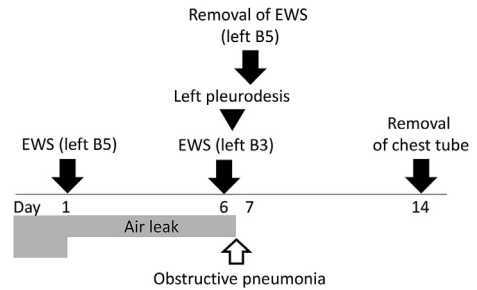 Removal of EWS
(left B5)
Left pleurodesis
EWS (left B5)
EWS (left B3)
Removal
of chest tube
Day 1 6 7 14
Air leak
Obstructive pneumonia